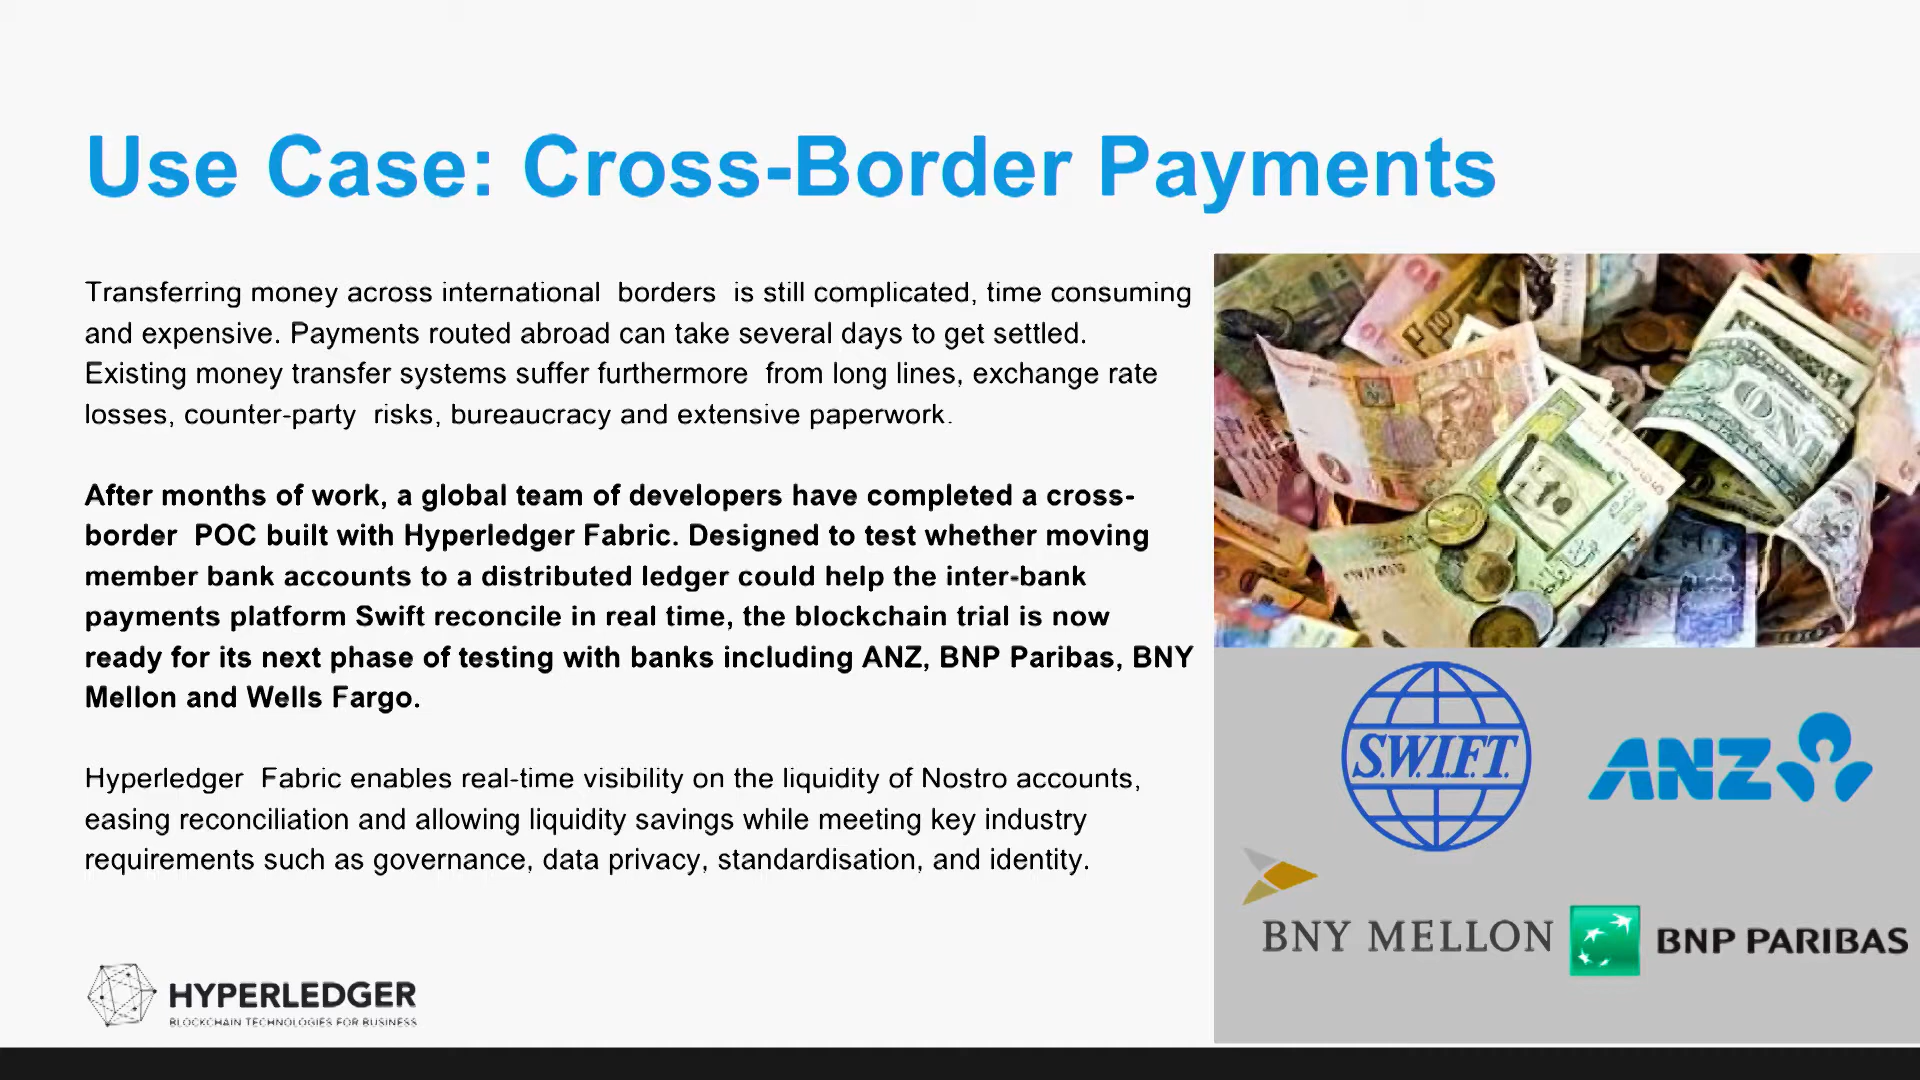 Use Case: Cross-Border Payments
Transferring money across international borders is still complicated, time consuming
and expensive. Payments routed abroad can take several days to get settled.
Existing money transfer systems suffer furthermore from long lines, exchange rate
losses, counter-party risks, bureaucracy and extensive paperwork.
After months of work, a global team of developers have completed a cross-
border POC built with Hyperledger Fabric. Designed to test whether moving
member bank accounts to a distributed ledger could help the inter-bank
payments platform Swift reconcile in real time, the blockchain trial is now
ready for its next phase of testing with banks including ANZ, BNP Paribas, BNY
Mellon and Wells Fargo.
Hyperledger Fabric enables real-time visibility on the liquidity of Nostro accounts,
easing reconciliation and allowing liquidity savings while meeting key industry
requirements such as governance, data privacy, standardisation, and identity.
S.W.I.F.T.
ANZ
BNY MELLON
BNP PARIBAS
HYPERLEDGER
BLOCKCHAIN TECHNOLOGIES FOR BUSINESS